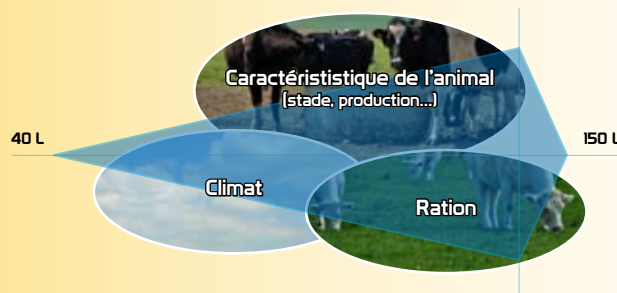 Caractérististique de l'animal
(stade, production...)
40 L
150 L
Climat
Ration